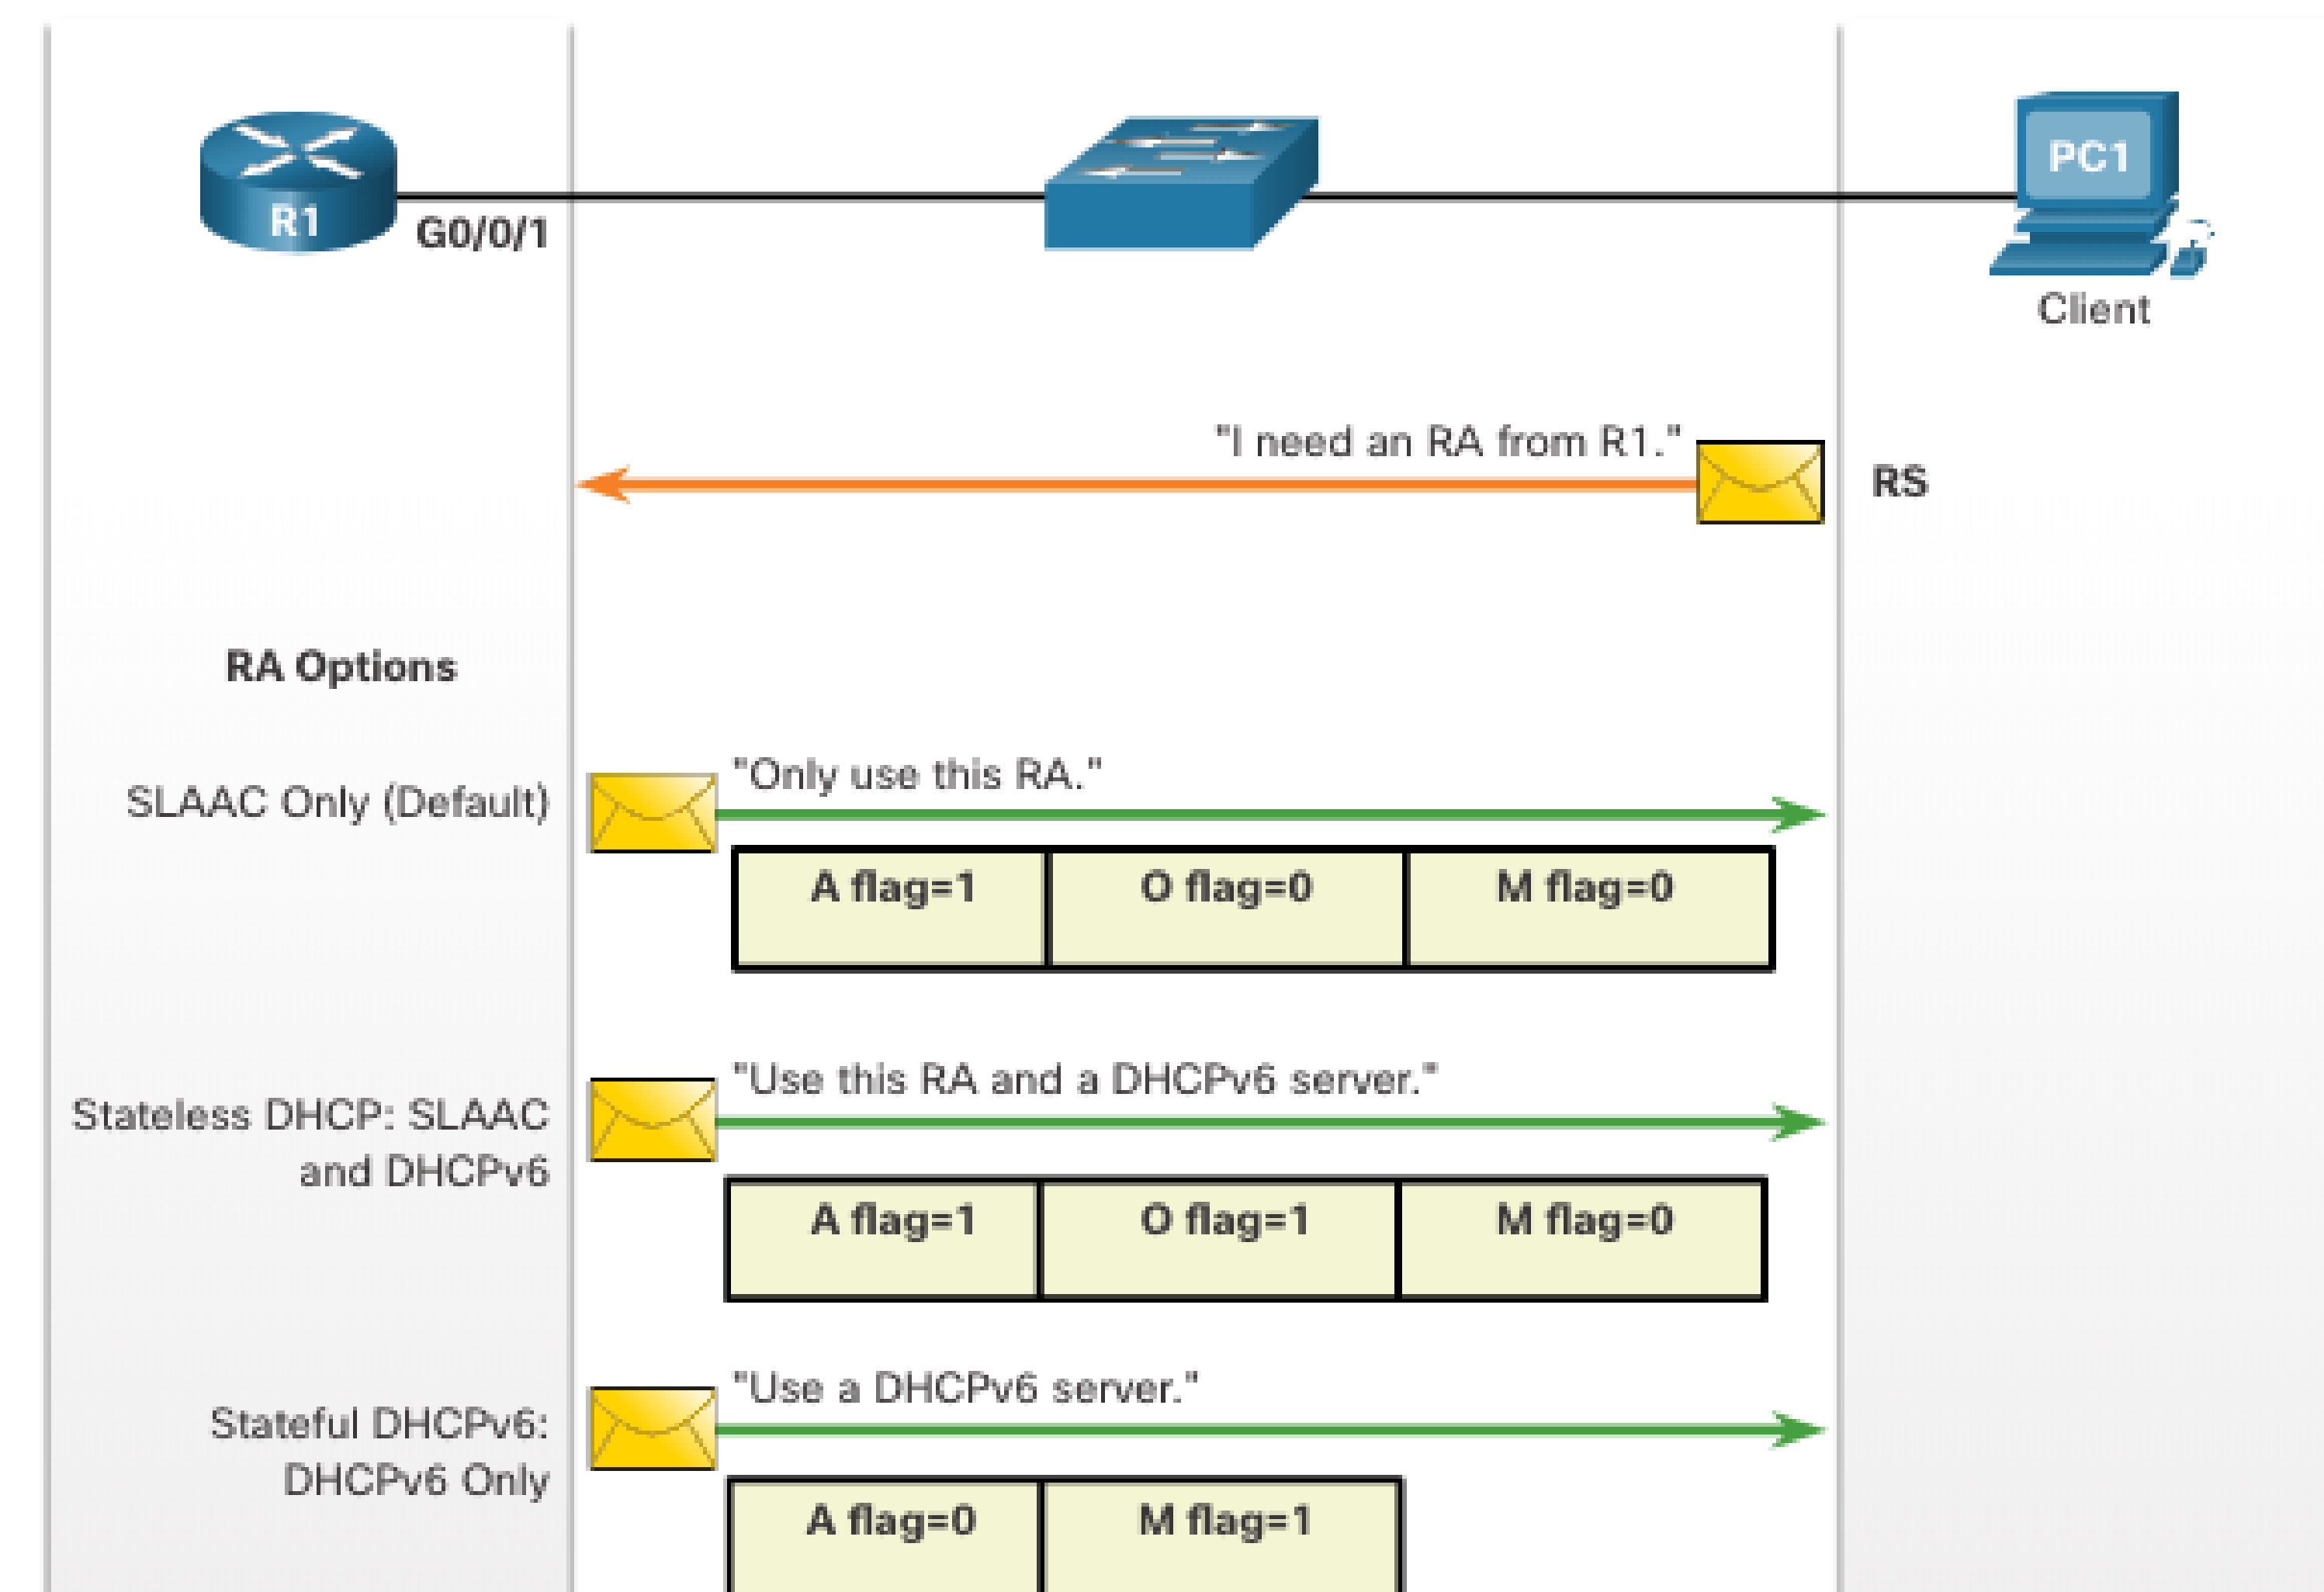 R1
G0/0/1
PC1
Client
"I need an RA from R1."
RS
RA Options
"Only use this RA."
SLAAC Only (Default)
A flag=1 O flag=0 M flag=0
"Use this RA and a DHCPv6 server."
Stateless DHCP: SLAAC
and DHCPv6
A flag=1 O flag=1 M flag=0
"Use a DHCPv6 server."
Stateful DHCPv6:
DHCPv6 Only
A flag=0 M flag=1